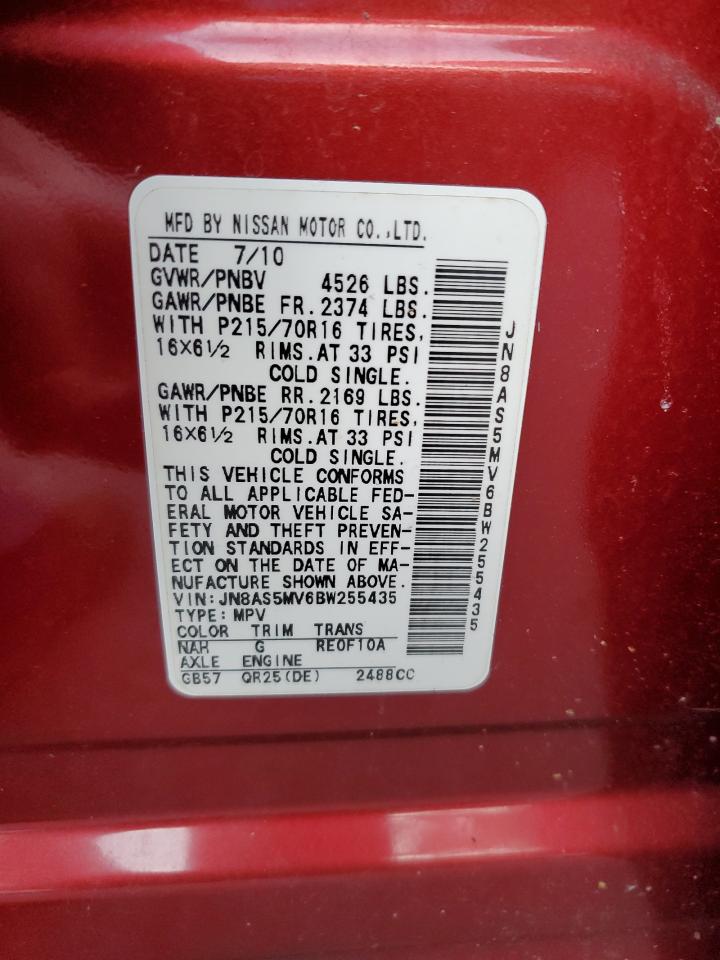 MFD BY NISSAN MOTOR CO.,LTD.
DATE 7/10
GVWR/PNBV 4526 LBS.
GAWR/PNBE FR.2374 LBS.
WITH P215/70R16 TIRES,
16X6½ RIMS.AT 33 PSI
COLD SINGLE.
GAWR/PNBE RR.2169 LBS.
WITH P215/70R16 TIRES,
16X6½ RIMS.AT 33 PSI
COLD SINGLE.
THIS VEHICLE CONFORMS
TO ALL APPLICABLE FED-
ERAL MOTOR VEHICLE SA-
FETY AND THEFT PREVEN-
TION STANDARDS IN EFF-
ECT ON THE DATE OF MA-
NUFACTURE SHOWN ABOVE.
VIN:JN8AS5MV6BW255435
TYPE:MPV
COLOR TRIM TRANS
NAH G RE0F10A
AXLE ENGINE
GB57 QR25(DE) 2488CC
JN8AS5MV6BW255435